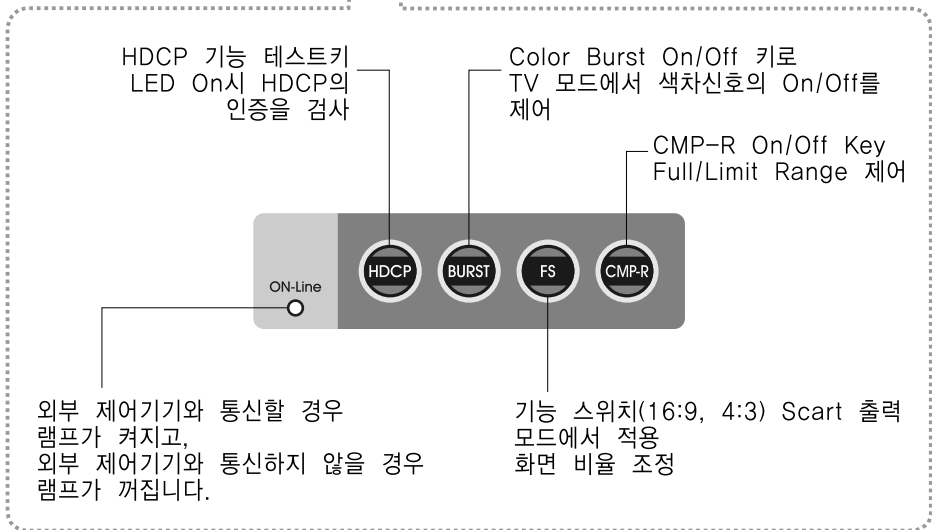 HDCP 기능 테스트키
LED On시 HDCP의
인증을 검사
Color Burst On/Off 키로
TV 모드에서 색차신호의 On/Off를
제어
CMP-R On/Off Key
Full/Limit Range 제어
HDCP
BURST
FS
CMP-R
ON-Line
외부 제어기기와 통신할 경우
램프가 켜지고,
외부 제어기기와 통신하지 않을 경우
램프가 꺼집니다.
기능 스위치(16:9, 4:3) Scart 출력
모드에서 적용
화면 비율 조정